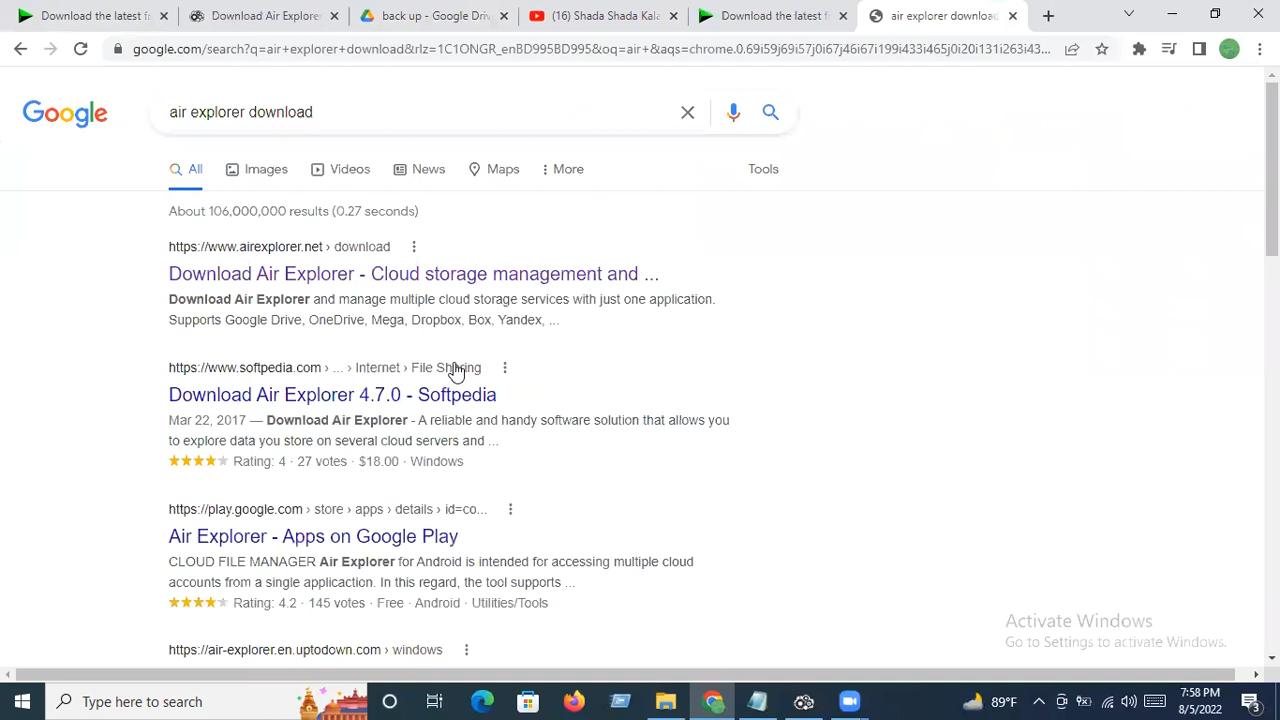 Download the latest f
Download Air Explorer
back up - Google Driv
(16) Shada Shada Kala
Download the latest f
air explorer download
google.com/search?q=air+explorer+download&rlz=1C1ONGR_enBD995BD995&oq=air+&aqs=chrome.0.69i59j69i57j0i67j46i67i199i433i465j0i20i131i263i43...
Google
air explorer download
All
Images
Videos
News
Maps
More
Tools
About 106,000,000 results (0.27 seconds)
https://www.airexplorer.net › download
Download Air Explorer - Cloud storage management and ...
Download Air Explorer and manage multiple cloud storage services with just one application.
Supports Google Drive, OneDrive, Mega, Dropbox, Box, Yandex, ...
https://www.softpedia.com › ... › Internet › File Sharing
Download Air Explorer 4.7.0 - Softpedia
Mar 22, 2017 — Download Air Explorer - A reliable and handy software solution that allows you
to explore data you store on several cloud servers and ...
Rating: 4 · 27 votes · $18.00 · Windows
https://play.google.com › store › apps › details › id=co...
Air Explorer - Apps on Google Play
CLOUD FILE MANAGER Air Explorer for Android is intended for accessing multiple cloud
accounts from a single applicaction. In this regard, the tool supports ...
Rating: 4.2 · 145 votes · Free · Android · Utilities/Tools
https://air-explorer.en.uptodown.com › windows
Activate Windows
Go to Settings to activate Windows.
Type here to search
89°F
7:58 PM
8/5/2022
3